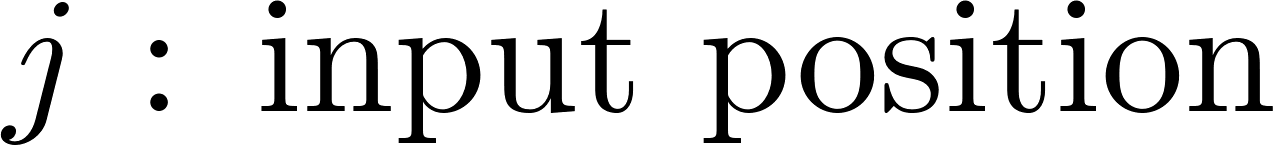 j : input position